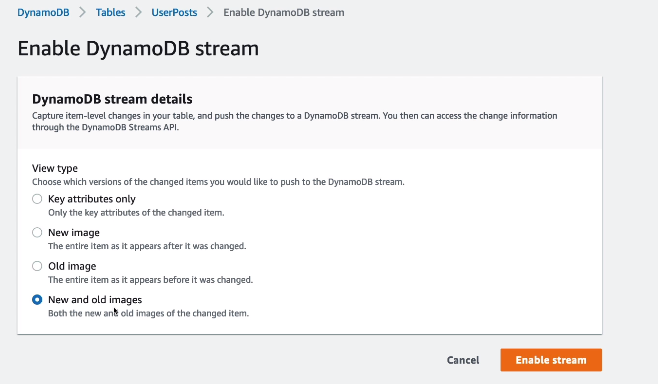 DynamoDB > Tables > UserPosts > Enable DynamoDB stream
Enable DynamoDB stream
DynamoDB stream details
Capture item-level changes in your table, and push the changes to a DynamoDB stream. You then can access the change information
through the DynamoDB Streams API.
View type
Choose which versions of the changed items you would like to push to the DynamoDB stream.
Key attributes only
Only the key attributes of the changed item.
New image
The entire item as it appears after it was changed.
Old image
The entire item as it appears before it was changed.
New and old images
Both the new and old images of the changed item.
Cancel Enable stream